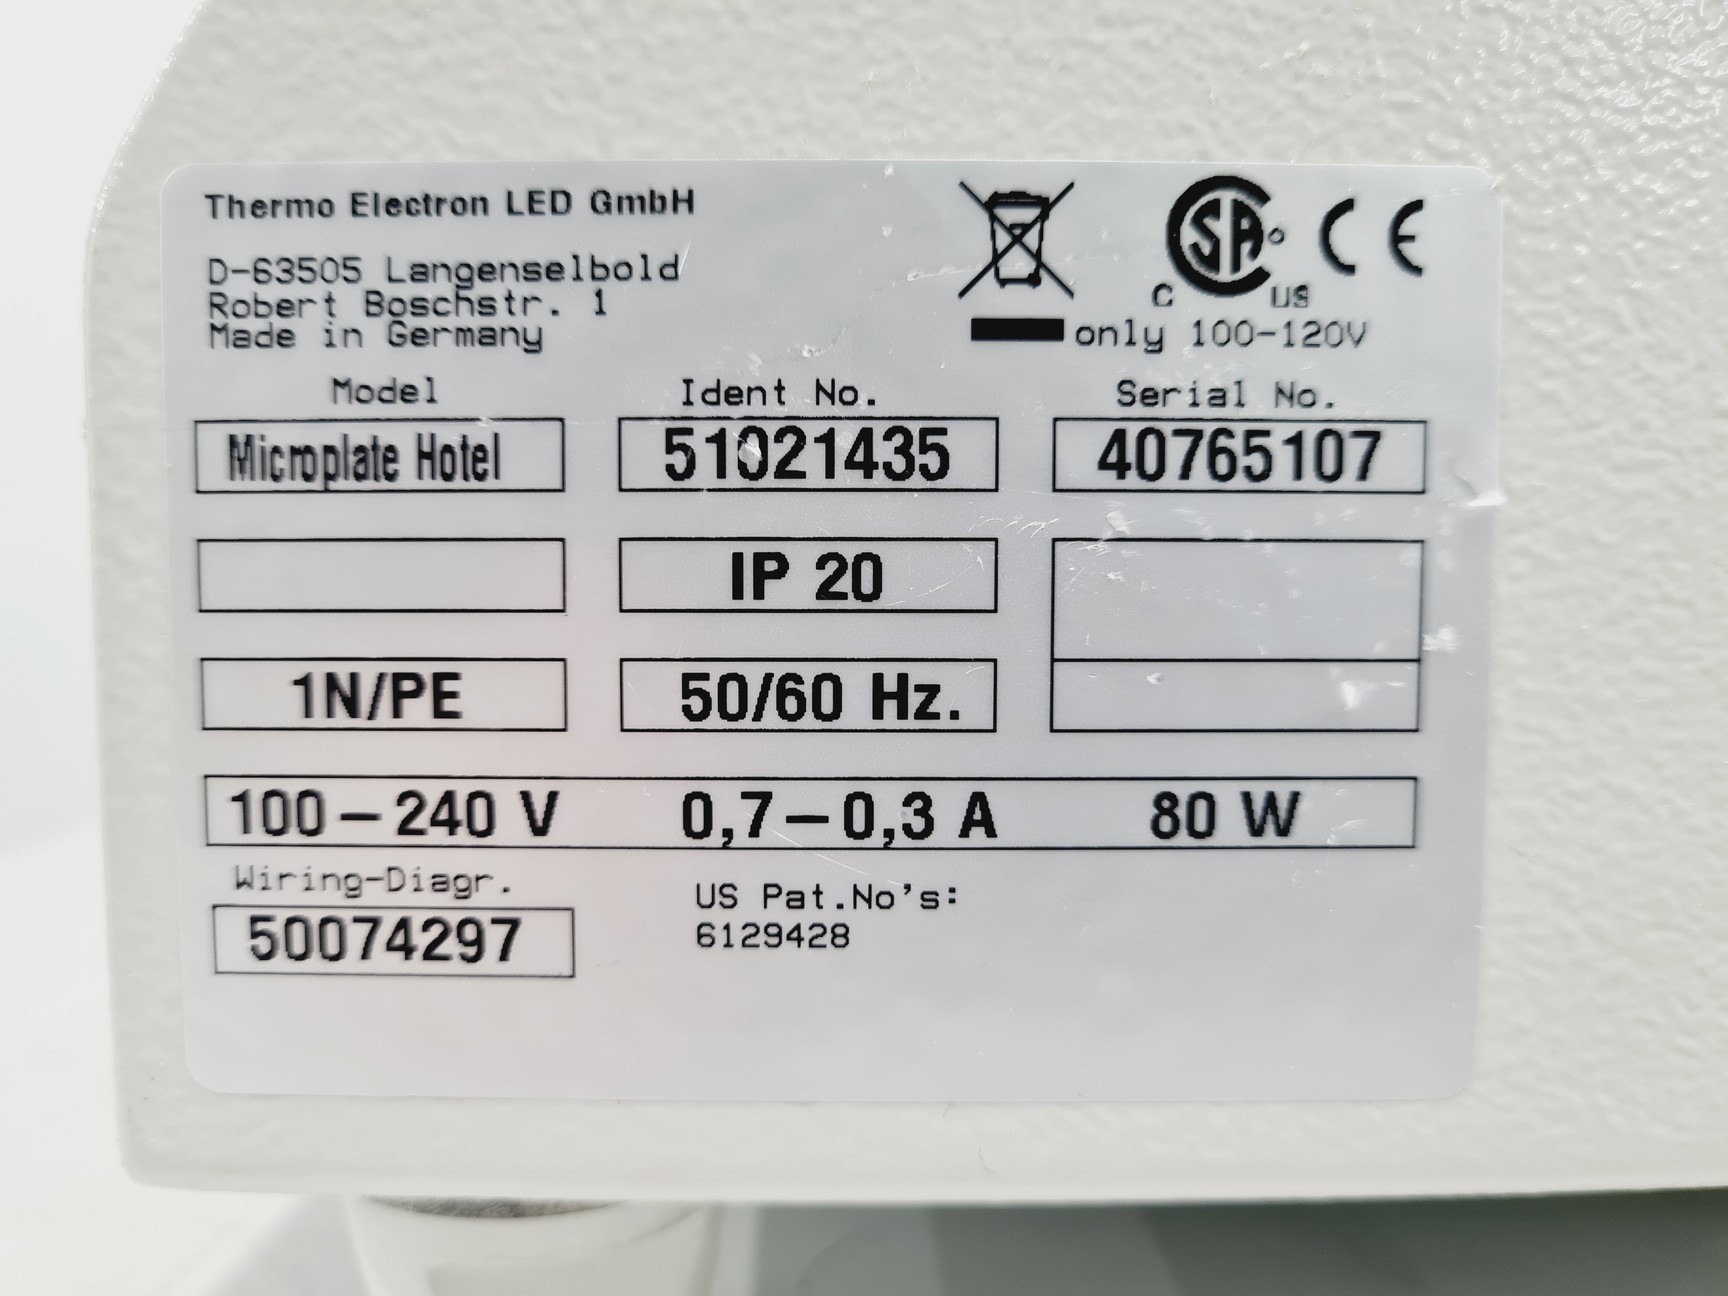 Thermo Electron LED GmbH
D-63505 Langenselbold
Robert Boschstr. 1
Made in Germany
CSA
C US
CE
only 100-120V
Model Ident No. Serial No.
Microplate Hotel 51021435 40765107
IP 20
1N/PE 50/60 Hz.
100-240 V 0,7-0,3 A 80 W
Wiring-Diagr.
50074297
US Pat.No's:
6129428